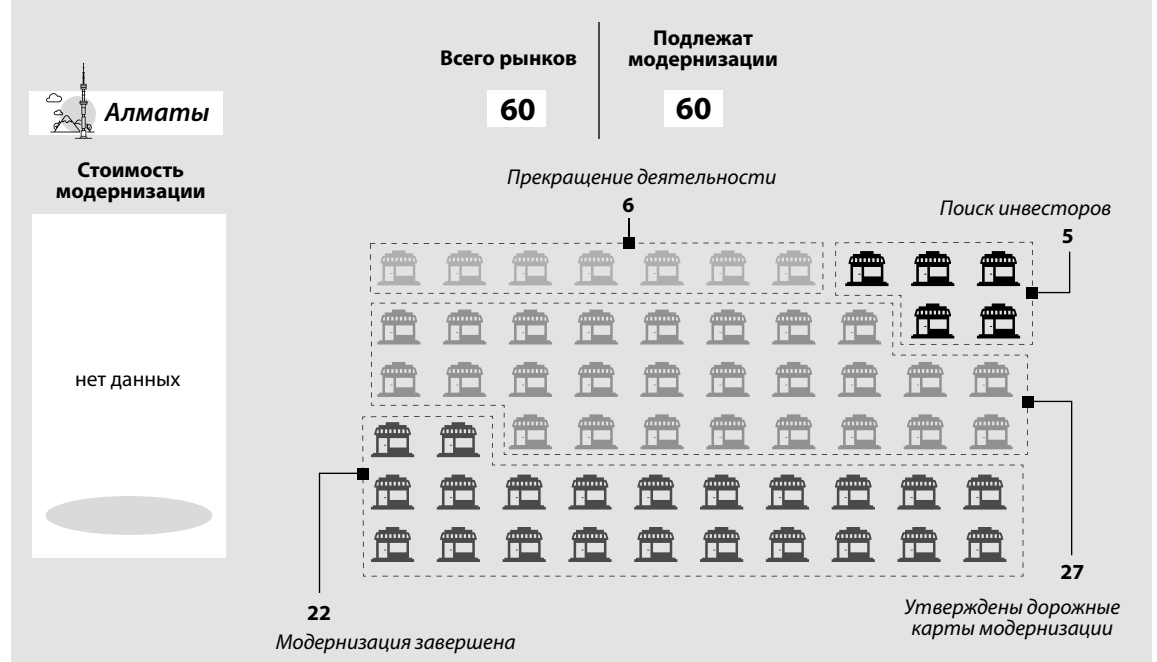 Всего рынков
60
Подлежат
модернизации
60
Алматы
Стоимость
модернизации
нет данных
Прекращение деятельности
6
Поиск инвесторов
5
22
Модернизация завершена
27
Утверждены дорожные
карты модернизации